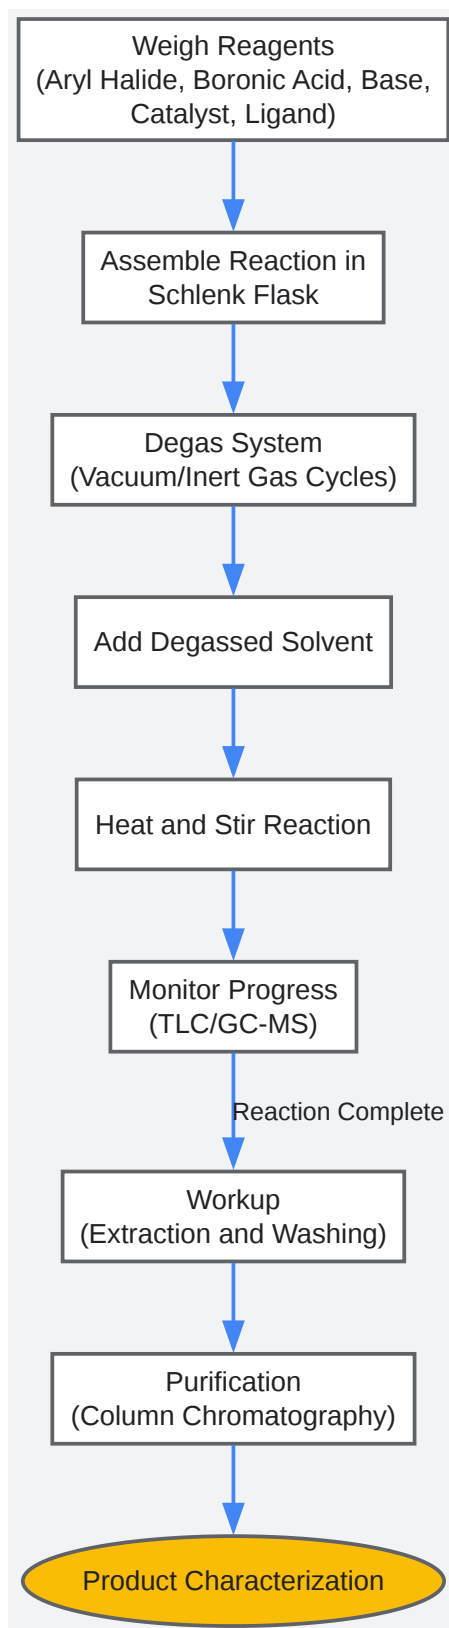 Weigh Reagents
(Aryl Halide, Boronic Acid, Base,
Catalyst, Ligand)
Assemble Reaction in
Schlenk Flask
Degas System
(Vacuum/Inert Gas Cycles)
Add Degassed Solvent
Heat and Stir Reaction
Monitor Progress
(TLC/GC-MS)
Reaction Complete
Workup
(Extraction and Washing)
Purification
(Column Chromatography)
Product Characterization